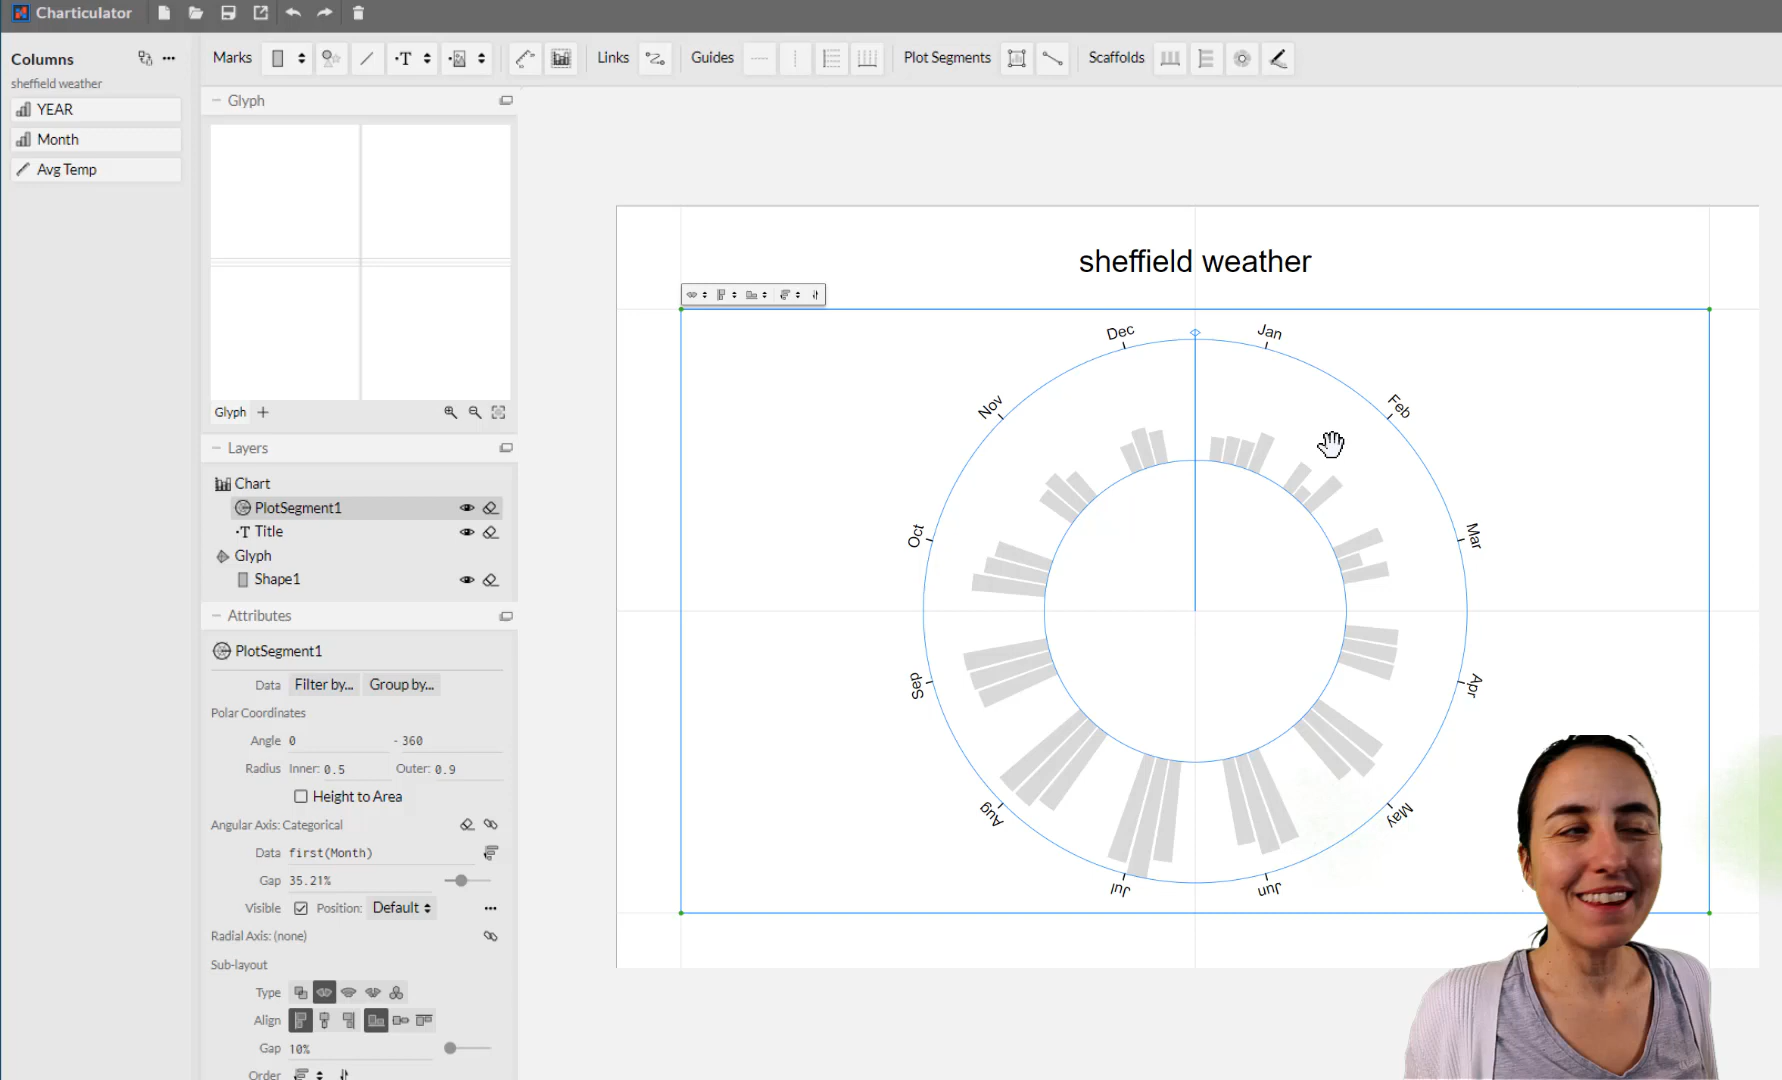 Charticulator
Columns
sheffield weather
YEAR
Month
Avg Temp
Marks
T
Links
Guides
Plot Segments
Scaffolds
Glyph
Glyph +
Layers
Chart
PlotSegment1
T Title
Glyph
Shape1
Attributes
PlotSegment1
Data Filter by... Group by...
Polar Coordinates
Angle 0 - 360
Radius Inner: 0.5 Outer: 0.9
Height to Area
Angular Axis: Categorical
Data first(Month)
Gap 35.21%
Visible Position: Default
Radial Axis: (none)
Sub-layout
Type
Align
Gap 10%
Order
sheffield weather
Jan
Feb
Mar
Apr
May
Jun
Jul
Aug
Sep
Oct
Nov
Dec